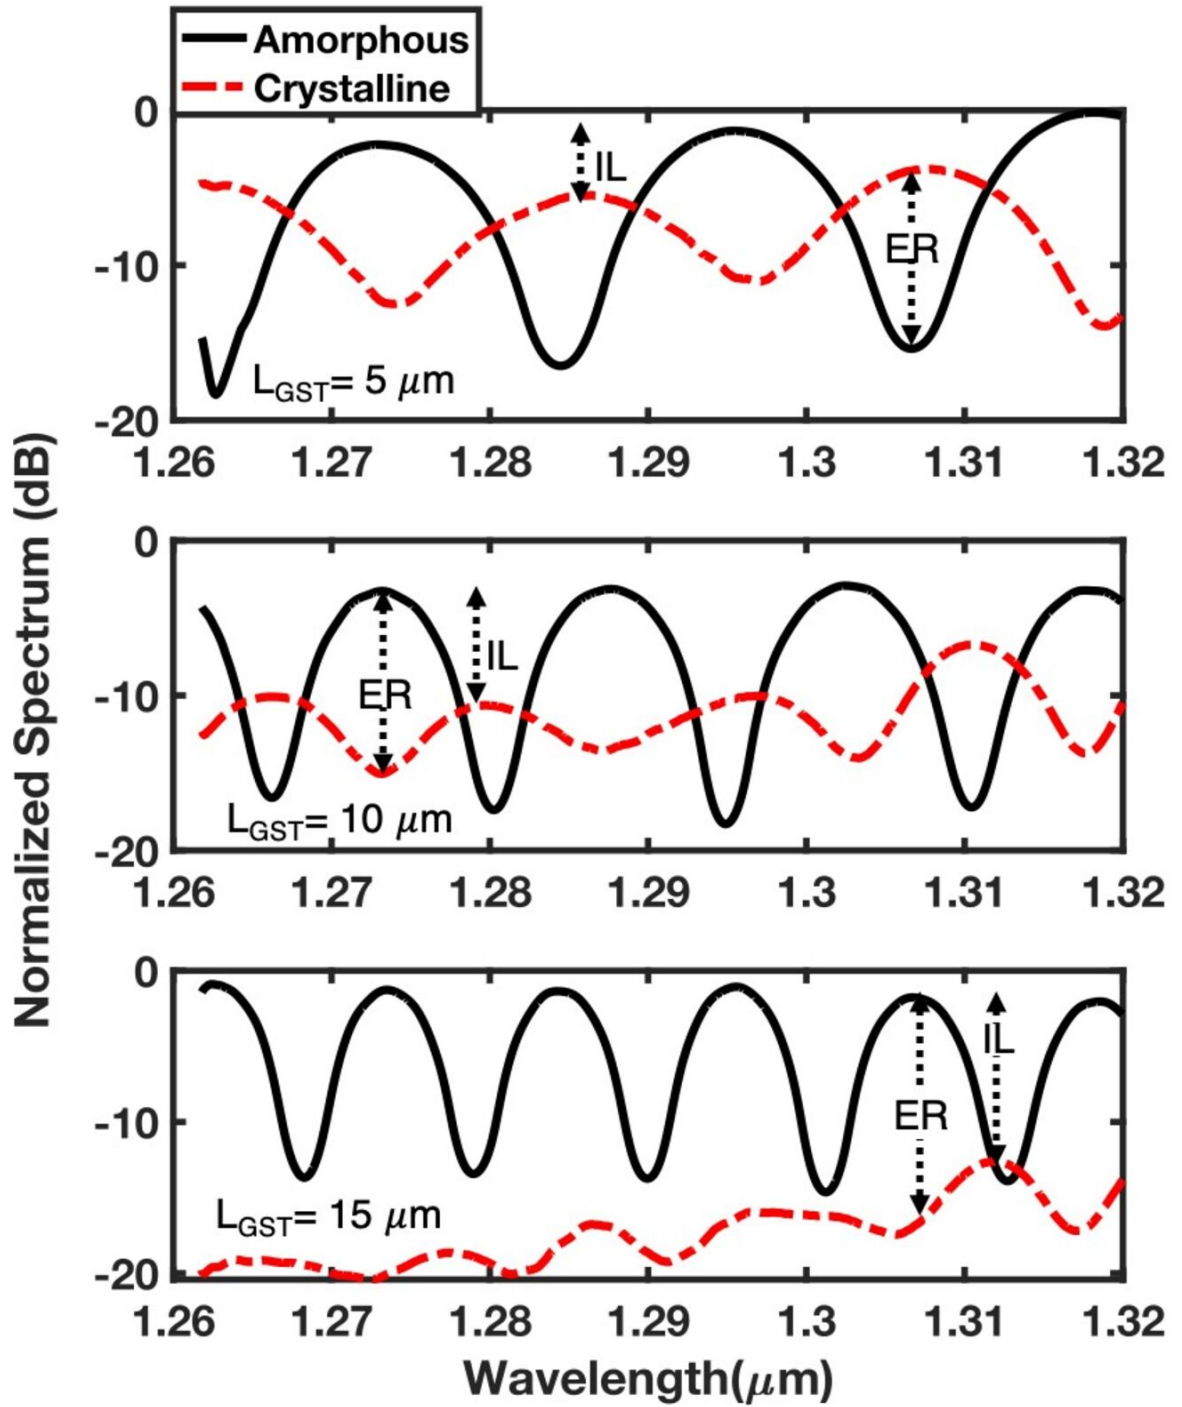 Amorphous
Crystalline
0
-10
-20
IL
ER
L_GST= 5 μm
1.26 1.27 1.28 1.29 1.3 1.31 1.32
Normalized Spectrum (dB)
0
-10
-20
ER
IL
L_GST= 10 μm
1.26 1.27 1.28 1.29 1.3 1.31 1.32
0
-10
-20
IL
ER
L_GST= 15 μm
1.26 1.27 1.28 1.29 1.3 1.31 1.32
Wavelength(μm)